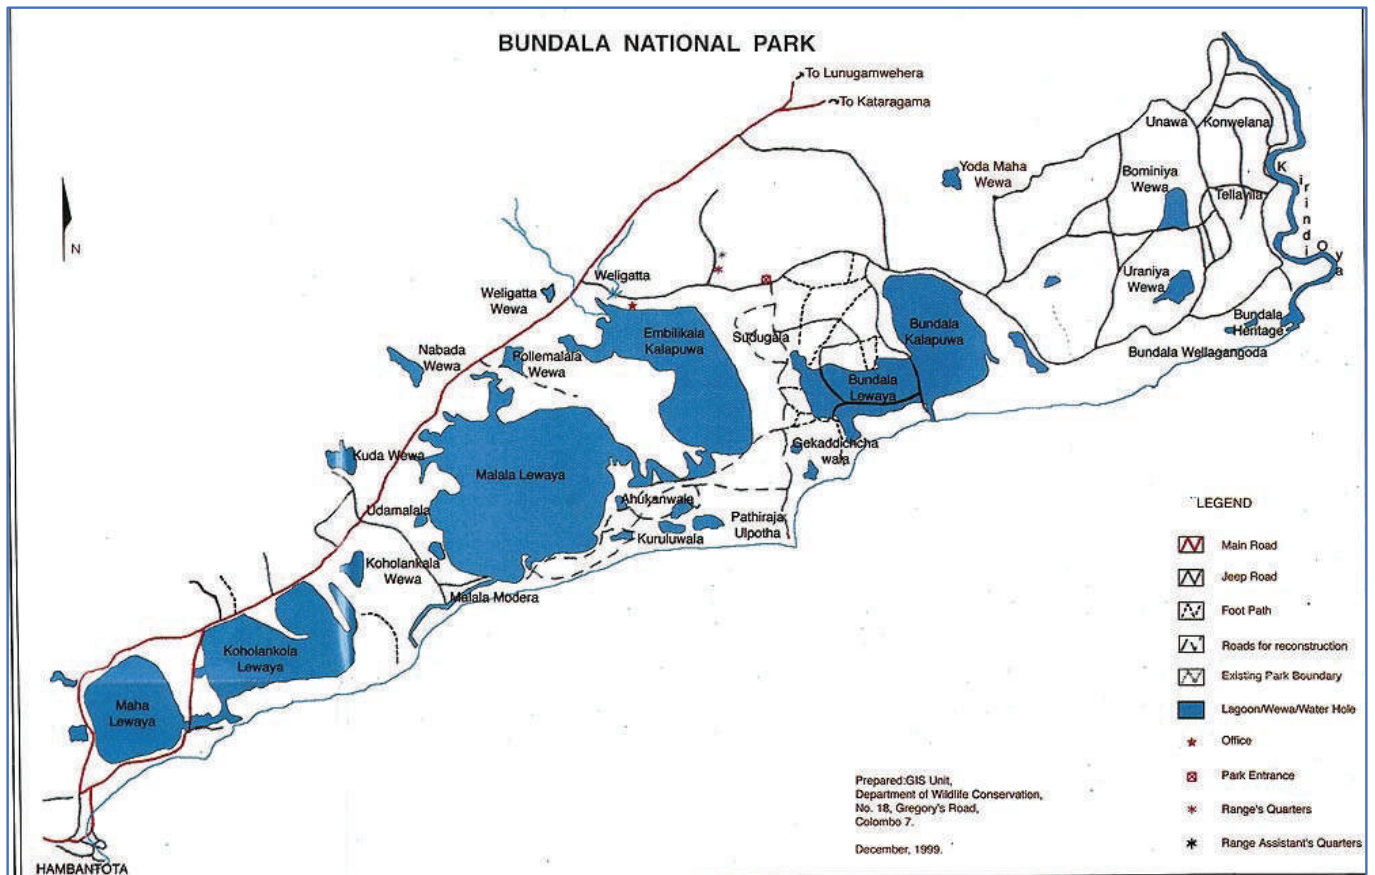 BUNDALA NATIONAL PARK
To Lunugamwehera
To Kataragama
Unawa
Konwelana
Yoda Maha
Wewa
Bominiya
Wewa
Tellahla
Kirindi Oya
N
Weligatta
Weligatta
Wewa
Uraniya
Wewa
Bundala
Heritage
Bundala Wellagangoda
Embilikala
Kalapuwa
Sudugala
Bundala
Kalapuwa
Nabada
Wewa
Pollemalala
Wewa
Bundala
Lewaya
Gekaddichcha
wala
Kuda Wewa
Malala Lewaya
Udamalala
Ahukanwale
Pathiraja
Ulpotha
Kuruluwala
Koholankala
Wewa
Malala Modera
Koholankola
Lewaya
Maha
Lewaya
HAMBANTOTA
LEGEND
Main Road
Jeep Road
Foot Path
Roads for reconstruction
Existing Park Boundary
Lagoon/Wewa/Water Hole
Office
Park Entrance
Range's Quarters
Range Assistant's Quarters
Prepared:GIS Unit,
Department of Wildlife Conservation,
No. 18, Gregory's Road,
Colombo 7.
December, 1999.